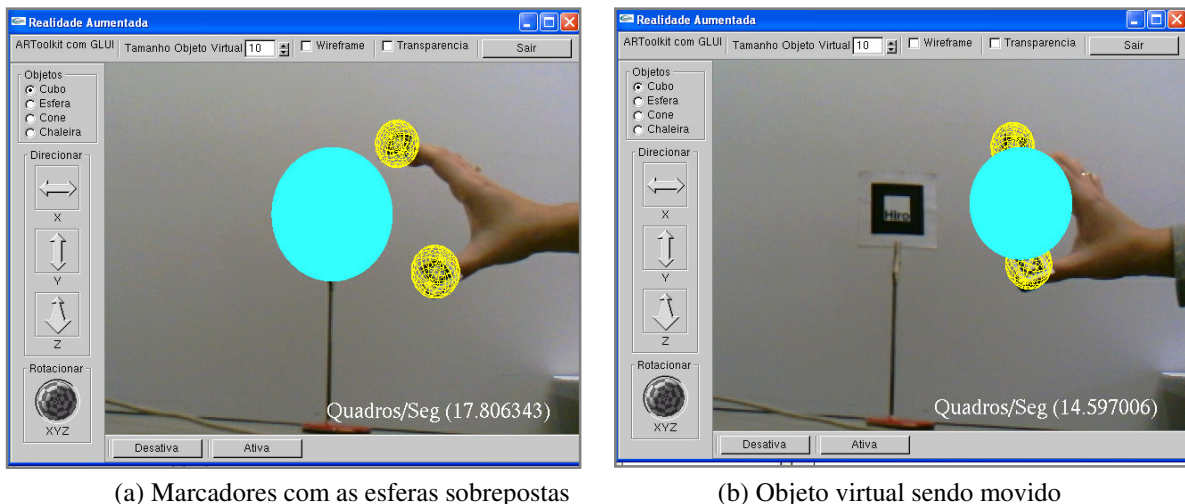 Realidade Aumentada
ARToolkit com GLUI Tamanho Objeto Virtual 10 Wireframe Transparencia Sair
Objetos
Cubo
Esfera
Cone
Chaleira
Direcionar
X
Y
Z
Rotacionar
XYZ
Quadros/Seg (17.806343)
Desativa Ativa
(a) Marcadores com as esferas sobrepostas
Realidade Aumentada
ARToolkit com GLUI Tamanho Objeto Virtual 10 Wireframe Transparencia Sair
Objetos
Cubo
Esfera
Cone
Chaleira
Direcionar
X
Y
Z
Rotacionar
XYZ
Hiro
Quadros/Seg (14.597006)
Desativa Ativa
(b) Objeto virtual sendo movido